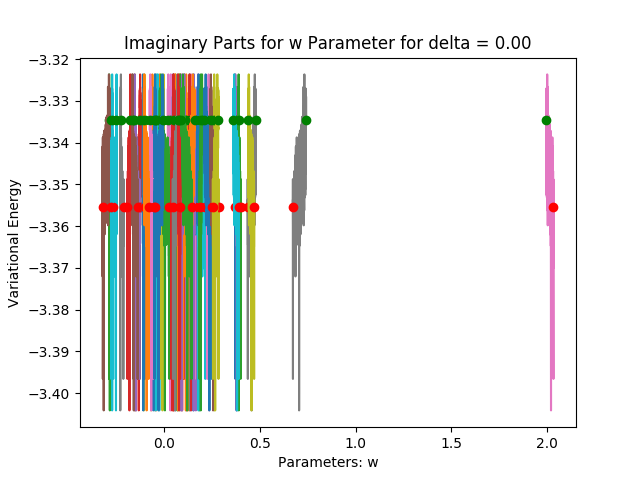 Imaginary Parts for w Parameter for delta = 0.00
−3.32
−3.33
−3.34
−3.35
−3.36
−3.37
−3.38
−3.39
−3.40
Variational Energy
0.0 0.5 1.0 1.5 2.0
Parameters: w